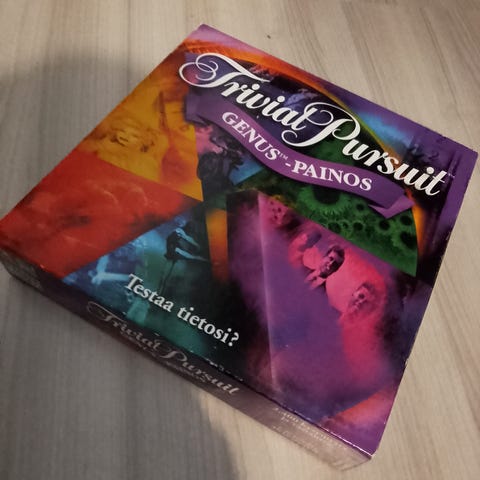 Trivial Pursuit
GENUS™-PAINOS
Testaa tietosi?
Trivial Pursuit